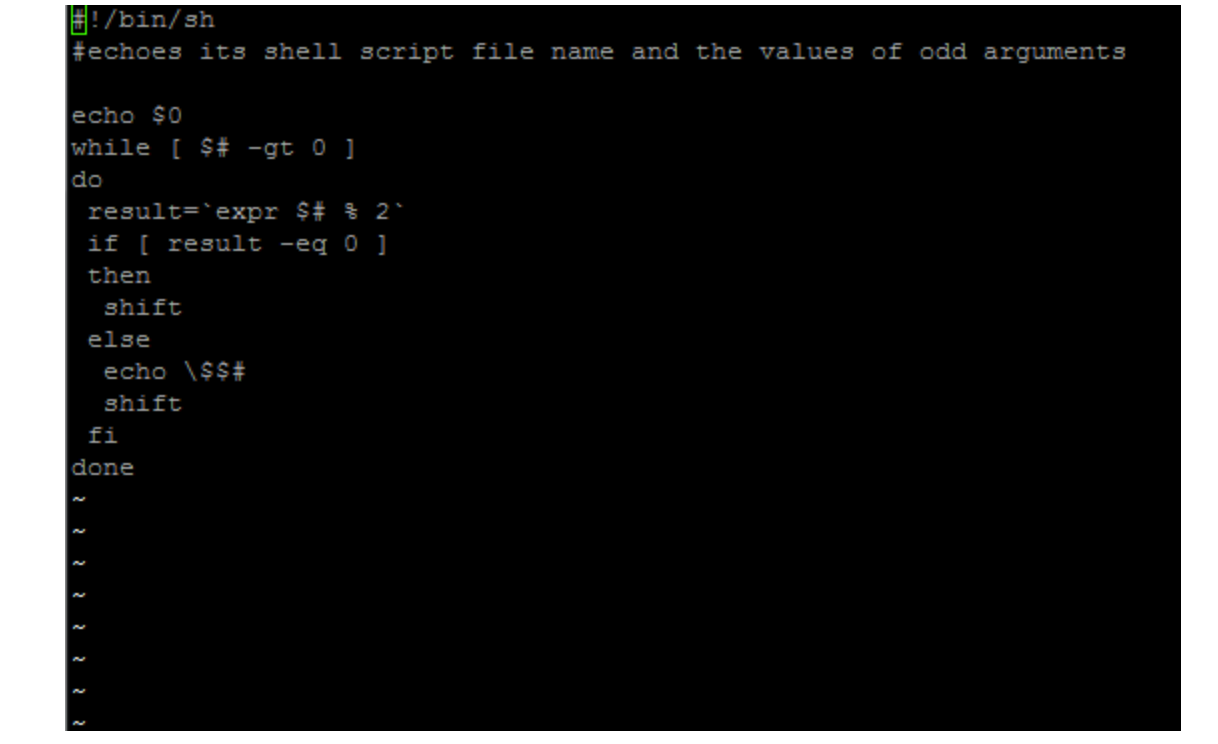 #!/bin/sh
#echoes its shell script file name and the values of odd arguments

echo $0
while [ $# -gt 0 ]
do
 result=`expr $# % 2`
 if [ result -eq 0 ]
 then
  shift
 else
  echo \$$#
  shift
 fi
done
~
~
~
~
~
~
~
~